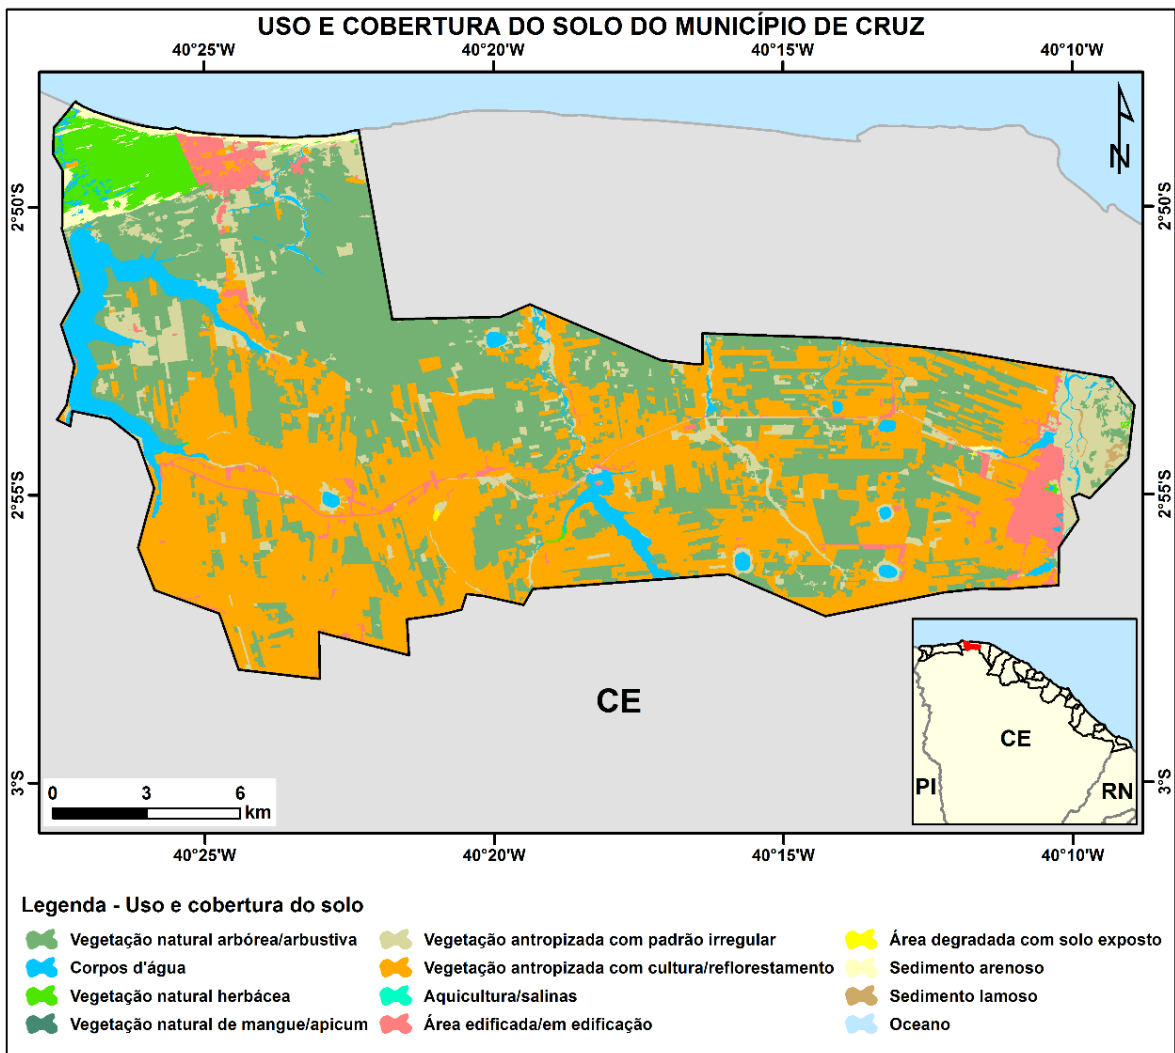 USO E COBERTURA DO SOLO DO MUNICÍPIO DE CRUZ
40°25'W 40°20'W 40°15'W 40°10'W
N
2°50'S 2°50'S
2°55'S 2°55'S
CE
3°S 3°S
0 3 6
km
PI CE RN
40°25'W 40°20'W 40°15'W 40°10'W
Legenda - Uso e cobertura do solo
Vegetação natural arbórea/arbustiva
Corpos d'água
Vegetação natural herbácea
Vegetação natural de mangue/apicum
Vegetação antropizada com padrão irregular
Vegetação antropizada com cultura/reflorestamento
Aquicultura/salinas
Área edificada/em edificação
Área degradada com solo exposto
Sedimento arenoso
Sedimento lamoso
Oceano